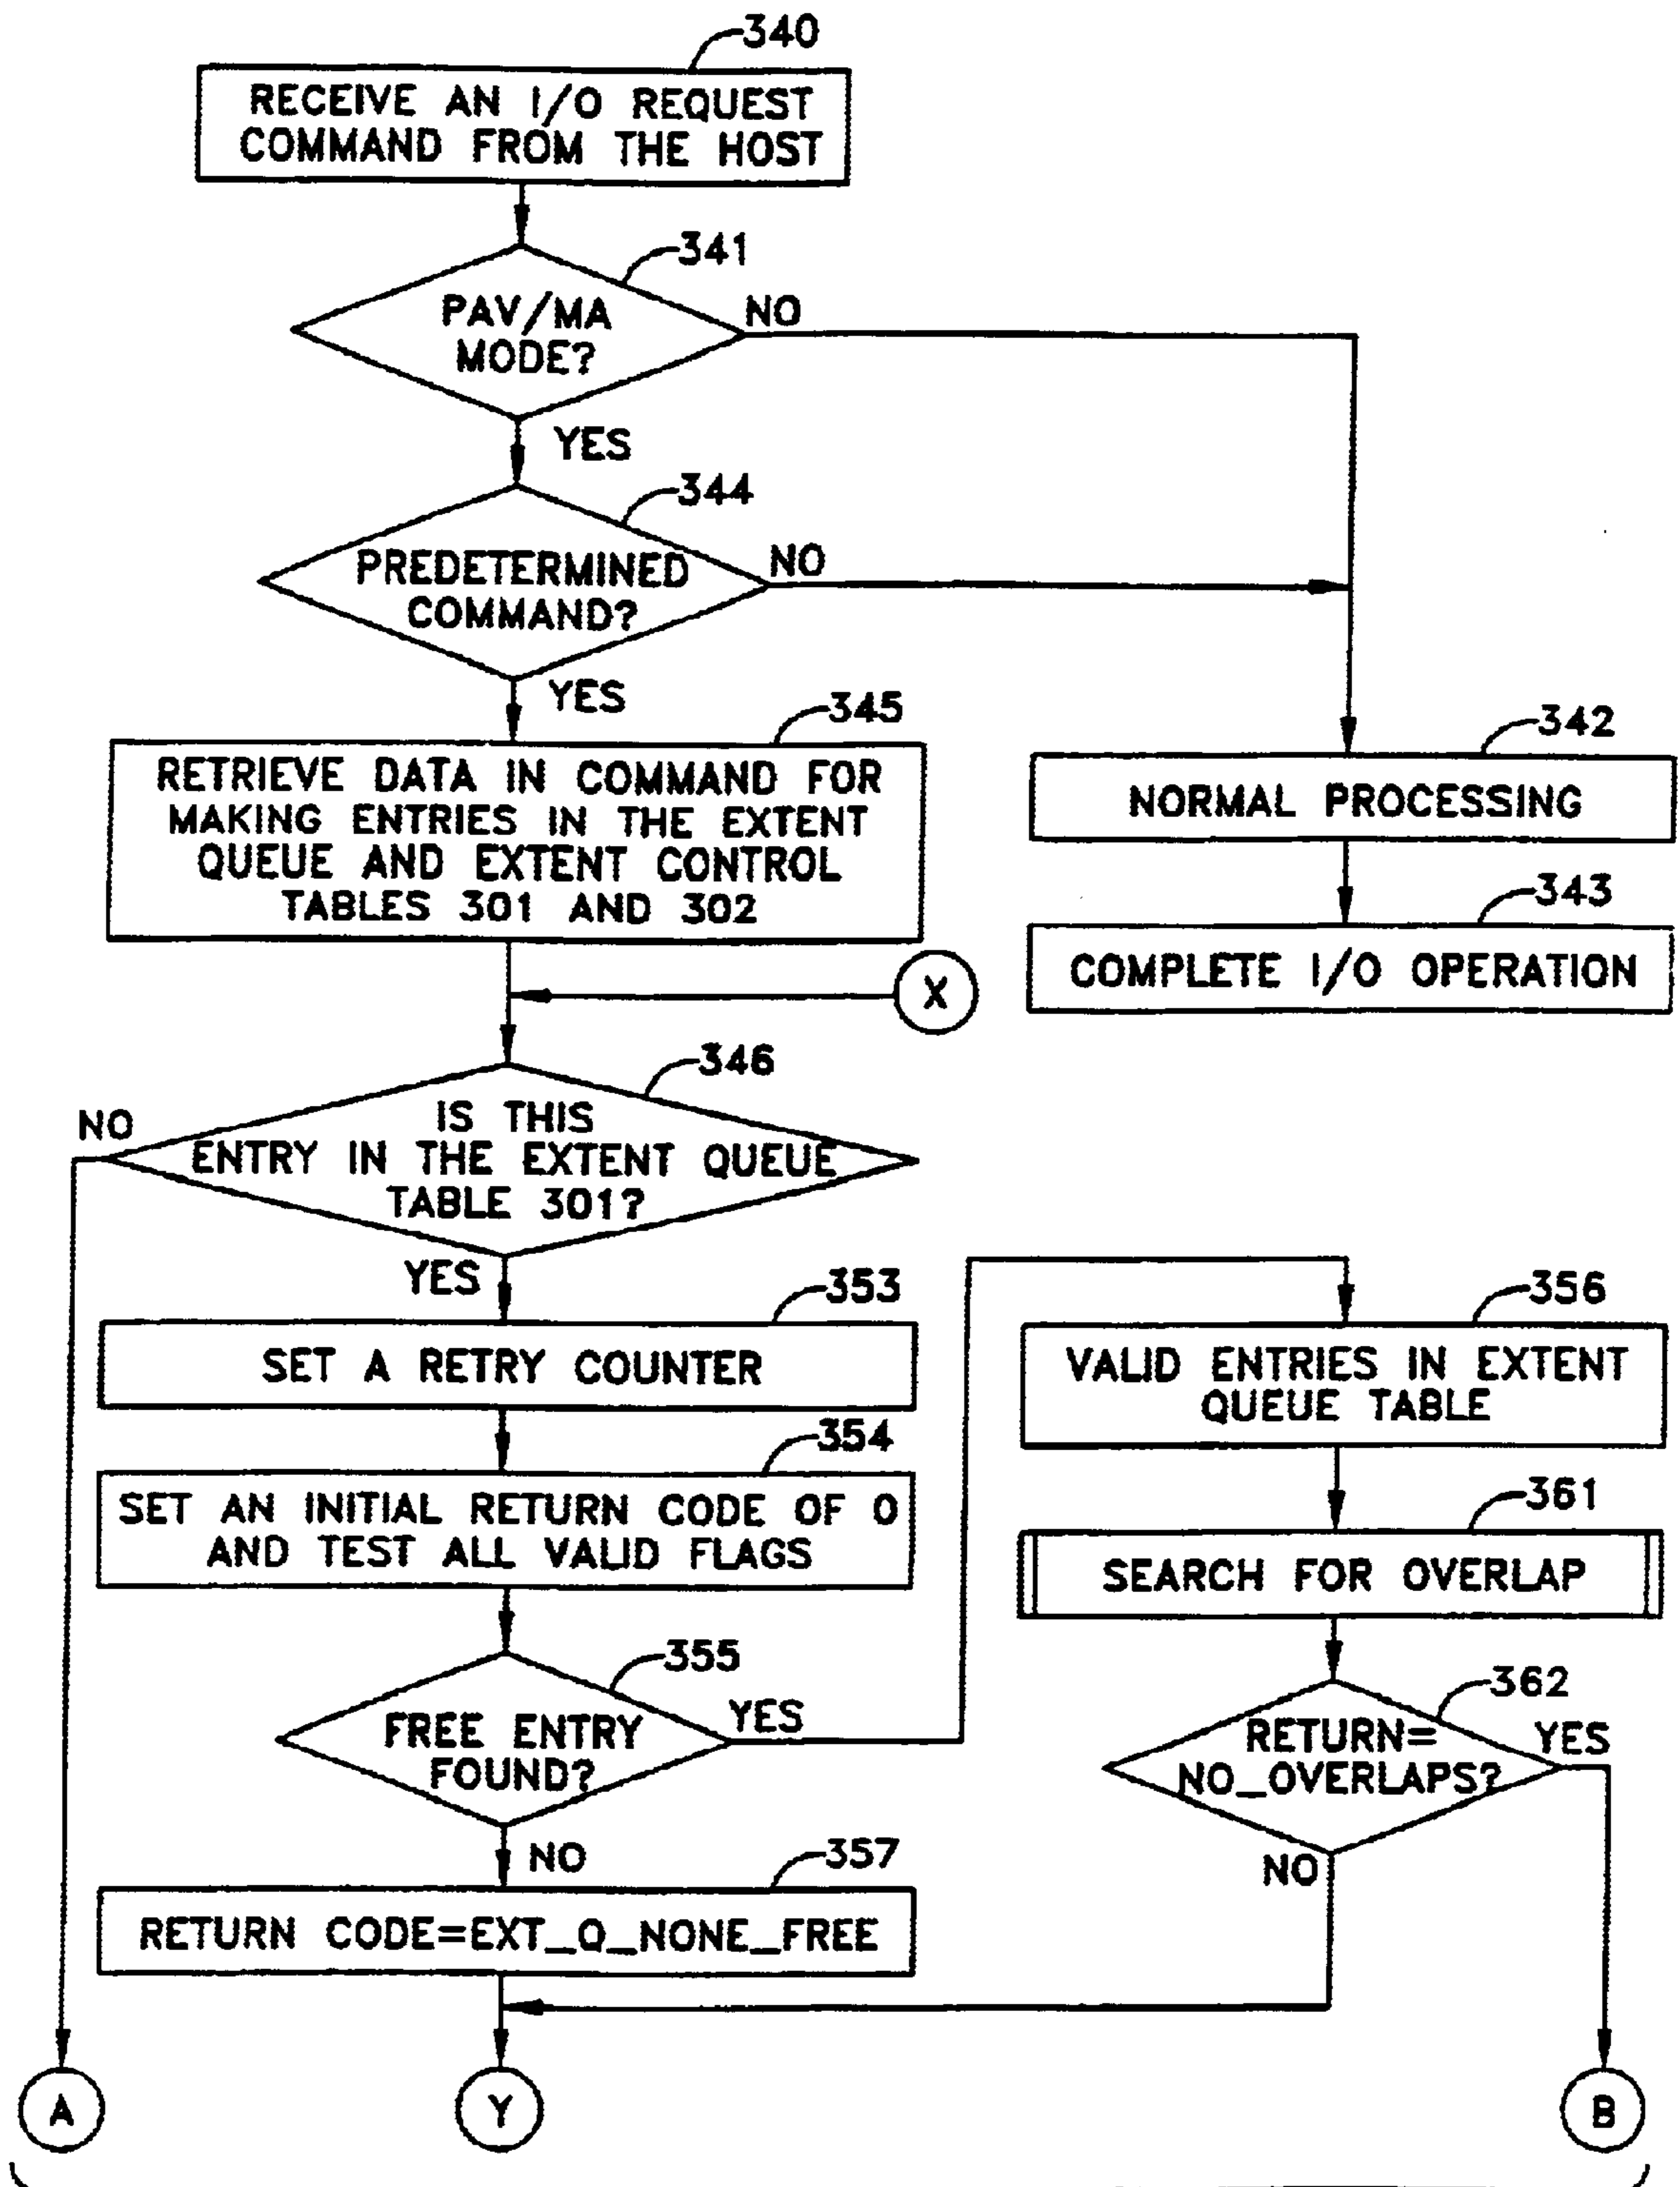 340
RECEIVE AN I/O REQUEST
COMMAND FROM THE HOST
341
PAV/MA
MODE?
NO
YES
344
PREDETERMINED
COMMAND?
NO
YES
345
RETRIEVE DATA IN COMMAND FOR
MAKING ENTRIES IN THE EXTENT
QUEUE AND EXTENT CONTROL
TABLES 301 AND 302
342
NORMAL PROCESSING
343
COMPLETE I/O OPERATION
X
346
NO
IS THIS
ENTRY IN THE EXTENT QUEUE
TABLE 301?
YES
353
SET A RETRY COUNTER
354
SET AN INITIAL RETURN CODE OF 0
AND TEST ALL VALID FLAGS
355
FREE ENTRY
FOUND?
YES
NO
357
RETURN CODE=EXT_Q_NONE_FREE
356
VALID ENTRIES IN EXTENT
QUEUE TABLE
361
SEARCH FOR OVERLAP
362
RETURN=
NO_OVERLAPS?
YES
NO
A
Y
B